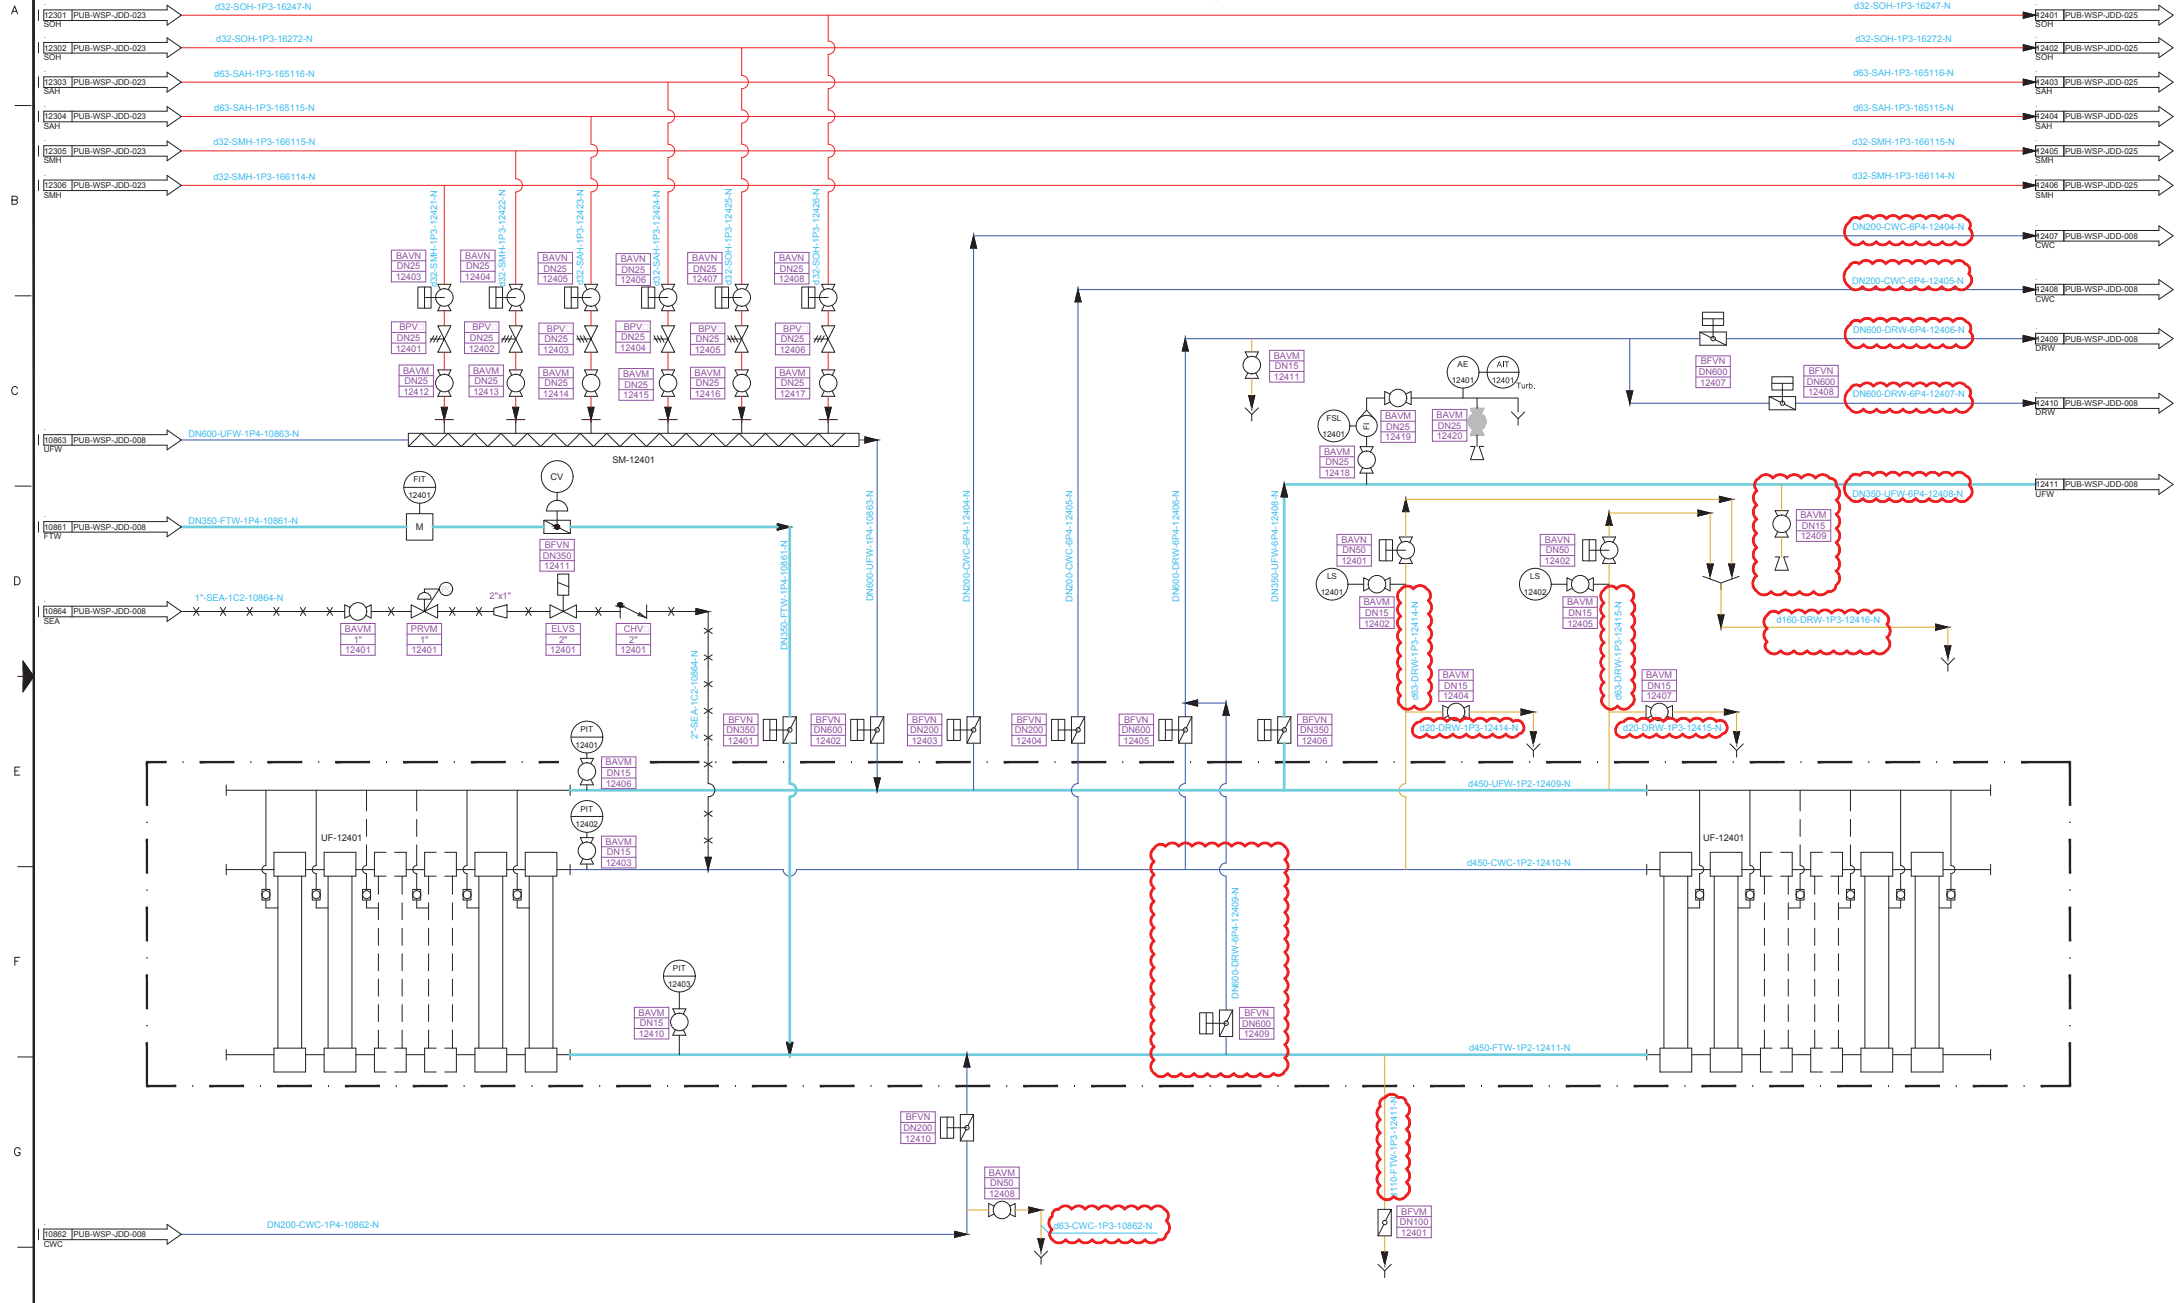 A
12301 PUB-WSP-JDD-023
SOH
d32-SOH-1P3-16247-N
d32-SOH-1P3-16247-N
12401 PUB-WSP-JDD-025
SOH
12302 PUB-WSP-JDD-023
SOH
d32-SOH-1P3-16272-N
d32-SOH-1P3-16272-N
12402 PUB-WSP-JDD-025
SOH
12303 PUB-WSP-JDD-023
SAH
d63-SAH-1P3-165116-N
d63-SAH-1P3-165116-N
12403 PUB-WSP-JDD-025
SAH
12304 PUB-WSP-JDD-023
SAH
d63-SAH-1P3-165115-N
d63-SAH-1P3-165115-N
12404 PUB-WSP-JDD-025
SAH
12305 PUB-WSP-JDD-023
SMH
d32-SMH-1P3-166115-N
d32-SMH-1P3-166115-N
12405 PUB-WSP-JDD-025
SMH
12306 PUB-WSP-JDD-023
SMH
d32-SMH-1P3-166114-N
d32-SMH-1P3-166114-N
12406 PUB-WSP-JDD-025
SMH
B
d32-SMH-1P3-12421-N
d32-SMH-1P3-12422-N
d32-SAH-1P3-12423-N
d32-SAH-1P3-12424-N
d32-SOH-1P3-12425-N
d32-SOH-1P3-12426-N
DN200-CWC-6P4-12404-N
12407 PUB-WSP-JDD-008
CWC
BAVN
DN25
12403
BAVN
DN25
12404
BAVN
DN25
12405
BAVN
DN25
12406
BAVN
DN25
12407
BAVN
DN25
12408
DN200-CWC-6P4-12405-N
12408 PUB-WSP-JDD-008
CWC
BPV
DN25
12401
BPV
DN25
12402
BPV
DN25
12403
BPV
DN25
12404
BPV
DN25
12405
BPV
DN25
12406
DN600-DRW-6P4-12406-N
12409 PUB-WSP-JDD-008
DRW
C
BAVM
DN25
12412
BAVM
DN25
12413
BAVM
DN25
12414
BAVM
DN25
12415
BAVM
DN25
12416
BAVM
DN25
12417
BAVM
DN15
12411
AE
12401
AIT
12401
Turb.
BFVN
DN600
12407
BFVN
DN600
12408
DN600-DRW-6P4-12407-N
12410 PUB-WSP-JDD-008
DRW
FSL
12401
FI
BAVM
DN25
12419
BAVM
DN25
12420
BAVM
DN25
12418
10863 PUB-WSP-JDD-008
UFW
DN600-UFW-1P4-10863-N
SM-12401
FIT
12401
CV
M
DN350-UFW-6P4-12408-N
12411 PUB-WSP-JDD-008
UFW
10861 PUB-WSP-JDD-008
FTW
DN350-FTW-1P4-10861-N
BFVN
DN350
12411
DN350-FTW-1P4-10861-N
DN600-UFW-1P4-10863-N
DN200-CWC-6P4-12404-N
DN200-CWC-6P4-12405-N
DN600-DRW-6P4-12406-N
DN350-UFW-6P4-12408-N
BAVN
DN50
12401
BAVN
DN50
12402
BAVM
DN15
12409
D
LS
12401
BAVM
DN15
12402
LS
12402
BAVM
DN15
12405
10864 PUB-WSP-JDD-008
SEA
1"-SEA-1C2-10864-N
2"x1"
BAVM
1"
12401
PRVM
1"
12401
ELVS
2"
12401
CHV
2"
12401
2"-SEA-1C2-10864-N
d63-DRW-1P3-12414-N
d63-DRW-1P3-12415-N
d160-DRW-1P3-12416-N
BAVM
DN15
12404
BAVM
DN15
12407
d20-DRW-1P3-12414-N
d20-DRW-1P3-12415-N
BFVN
DN350
12401
BFVN
DN600
12402
BFVN
DN200
12403
BFVN
DN200
12404
BFVN
DN600
12405
BFVN
DN350
12406
E
PIT
12401
BAVM
DN15
12406
d450-UFW-1P2-12409-N
PIT
12402
BAVM
DN15
12403
UF-12401
UF-12401
d450-CWC-1P2-12410-N
DN600-DRW-6P4-12409-N
F
PIT
12403
BAVM
DN15
12410
BFVN
DN600
12409
d450-FTW-1P2-12411-N
G
BFVN
DN200
12410
d110-FTW-1P3-12411-N
BAVM
DN50
12408
d63-CWC-1P3-10862-N
BFVM
DN100
12401
10862 PUB-WSP-JDD-008
CWC
DN200-CWC-1P4-10862-N